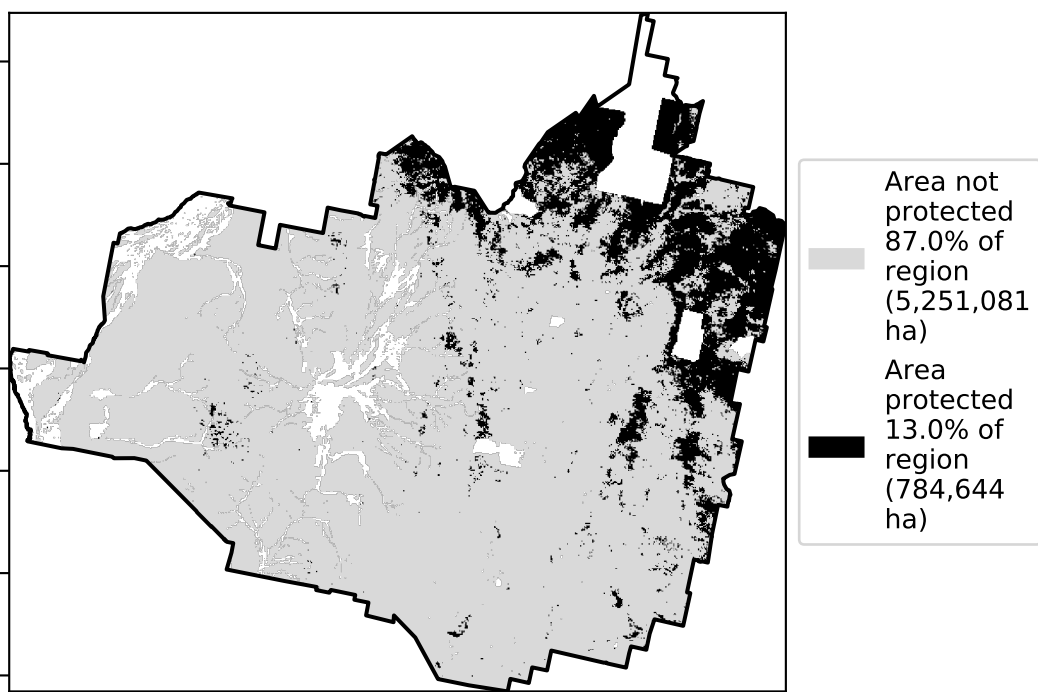 Area not
protected
87.0% of
region
(5,251,081
ha)
Area
protected
13.0% of
region
(784,644
ha)